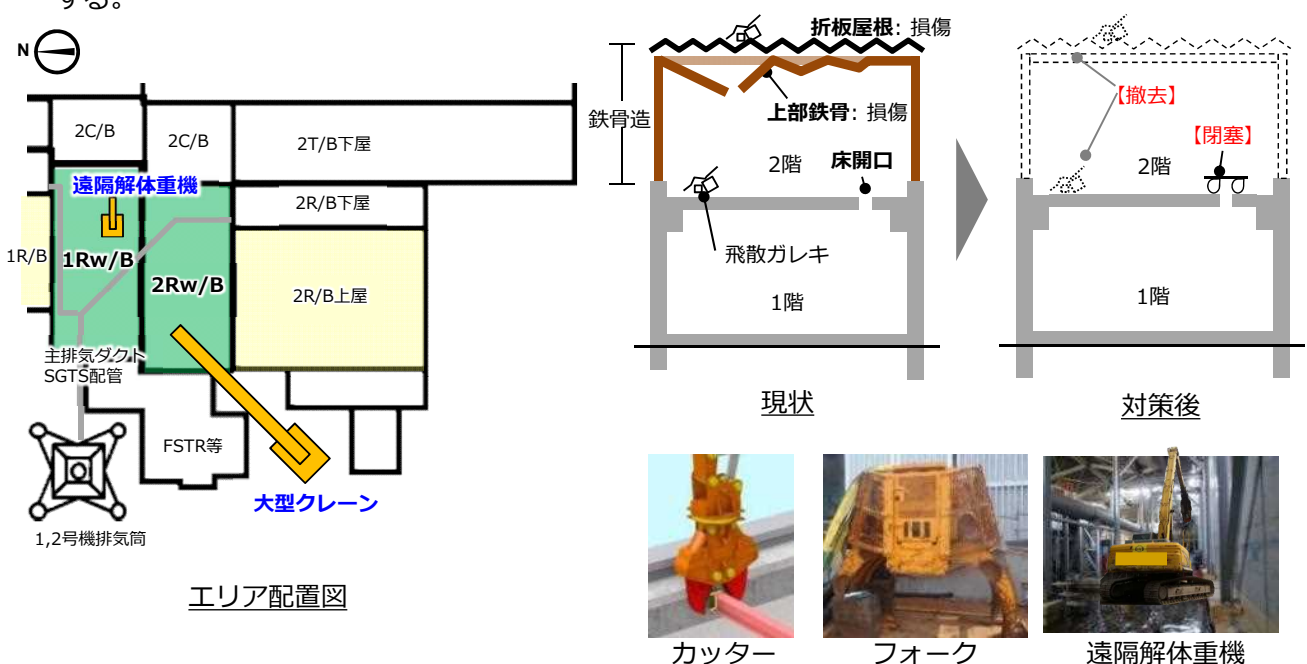 する。
N
2C/B
2C/B
2T/B下屋
遠隔解体重機
2R/B下屋
1R/B
1Rw/B
2Rw/B
2R/B上屋
主排気ダクト
SGTS配管
FSTR等
大型クレーン
1,2号機排気筒
エリア配置図
折板屋根: 損傷
鉄骨造
上部鉄骨: 損傷
2階
床開口
飛散ガレキ
1階
現状
【撤去】
【閉塞】
2階
1階
対策後
カッター
フォーク
遠隔解体重機